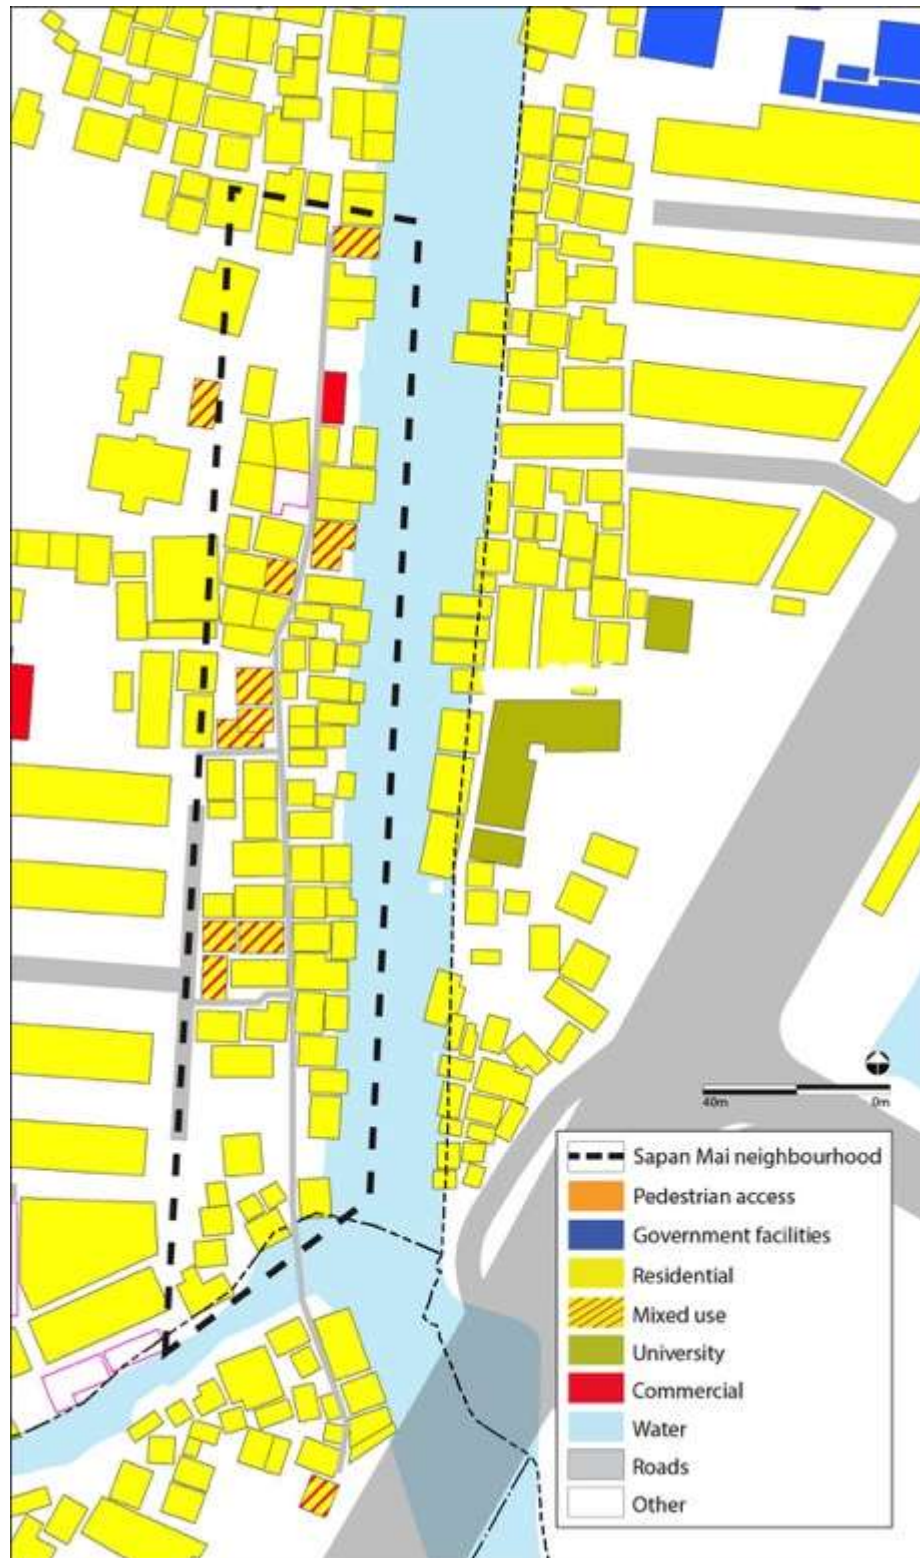 40m 0m
Sapan Mai neighbourhood
Pedestrian access
Government facilities
Residential
Mixed use
University
Commercial
Water
Roads
Other